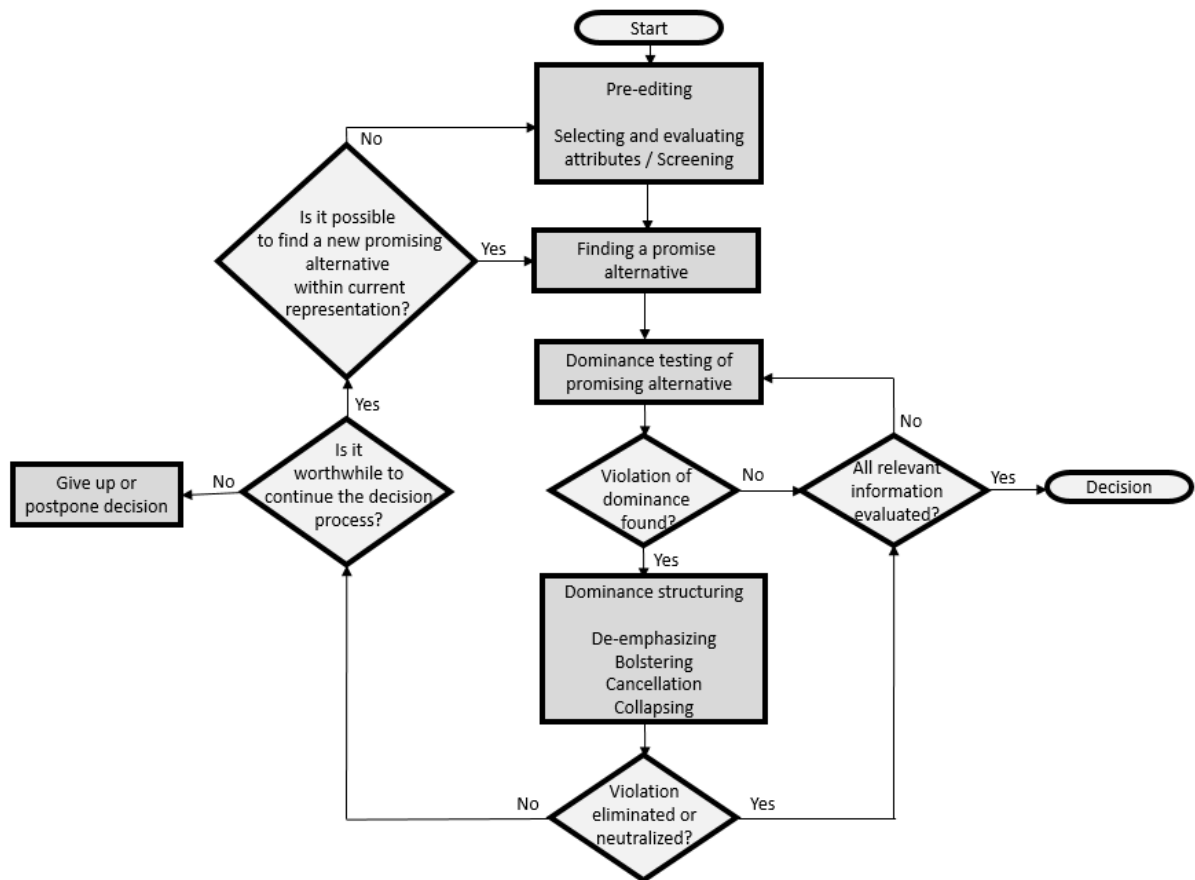 Start
Pre-editing
Selecting and evaluating
attributes / Screening
No
Is it possible
to find a new promising
alternative
within current
representation?
Yes
Finding a promise
alternative
Dominance testing of
promising alternative
Yes
No
Is it
worthwhile to
continue the decision
process?
No
Give up or
postpone decision
Violation of
dominance
found?
No
All relevant
information
evaluated?
Yes
Decision
Yes
Dominance structuring
De-emphasizing
Bolstering
Cancellation
Collapsing
No
Violation
eliminated or
neutralized?
Yes